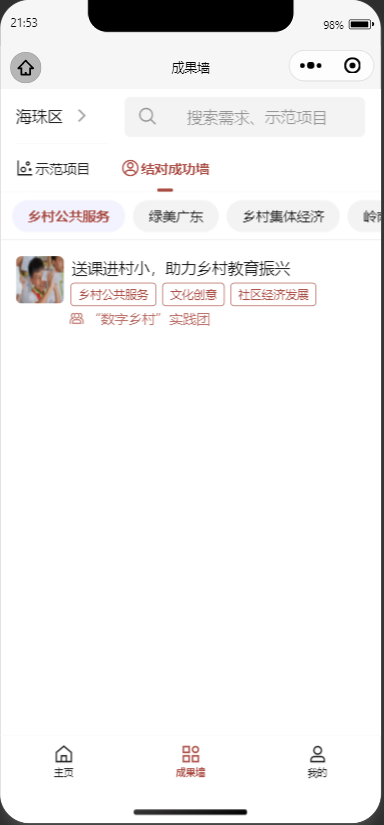 21:53
98%
成果墙
海珠区
搜索需求、示范项目
示范项目
结对成功墙
乡村公共服务
绿美广东
乡村集体经济
岭
送课进村小，助力乡村教育振兴
乡村公共服务
文化创意
社区经济发展
“数字乡村”实践团
主页
成果墙
我的